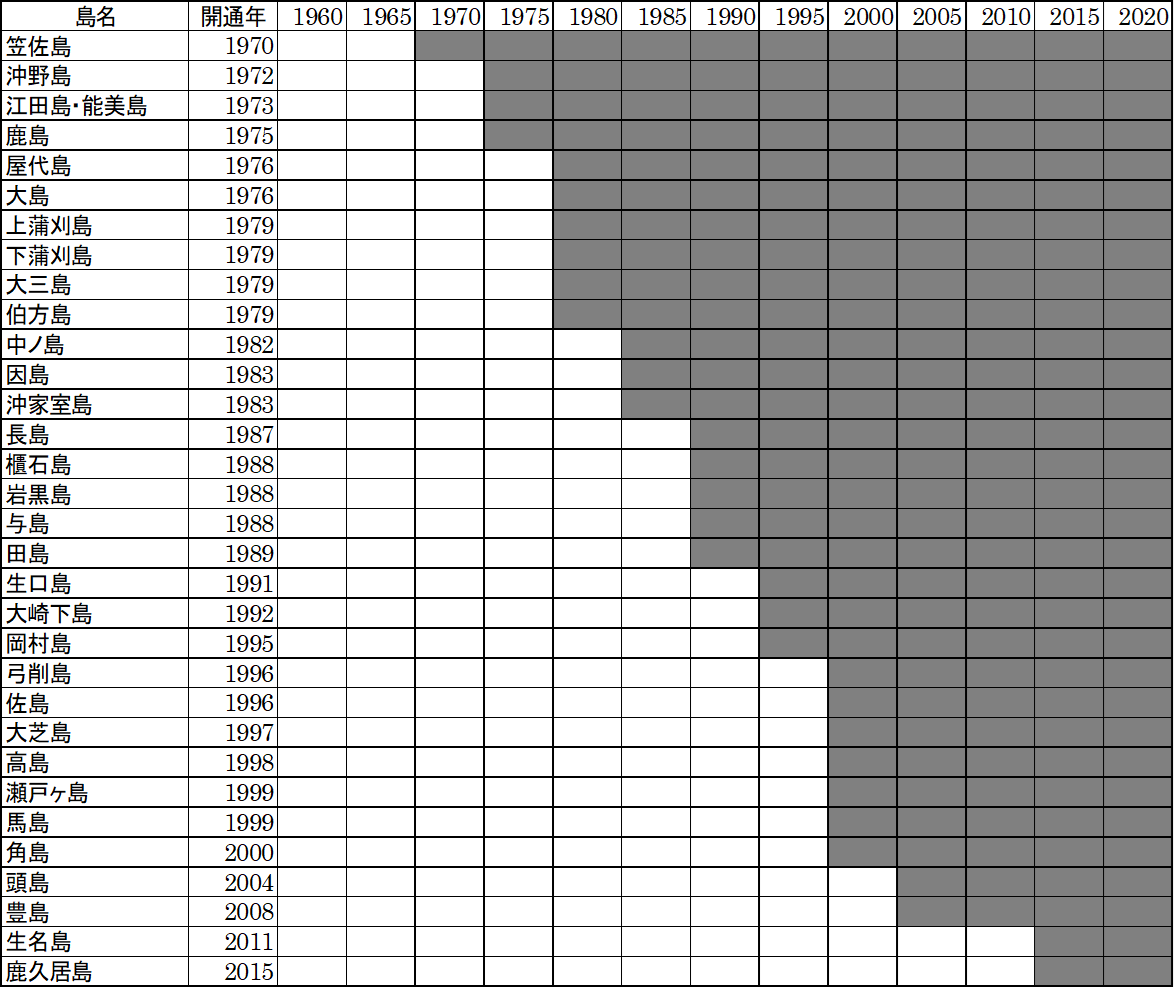 島名 開通年 1960 1965 1970 1975 1980 1985 1990 1995 2000 2005 2010 2015 2020
笠佐島 1970
沖野島 1972
江田島・能美島 1973
鹿島 1975
屋代島 1976
大島 1976
上蒲刈島 1979
下蒲刈島 1979
大三島 1979
伯方島 1979
中ノ島 1982
因島 1983
沖家室島 1983
長島 1987
櫃石島 1988
岩黒島 1988
与島 1988
田島 1989
生口島 1991
大崎下島 1992
岡村島 1995
弓削島 1996
佐島 1996
大芝島 1997
高島 1998
瀬戸ヶ島 1999
馬島 1999
角島 2000
頭島 2004
豊島 2008
生名島 2011
鹿久居島 2015